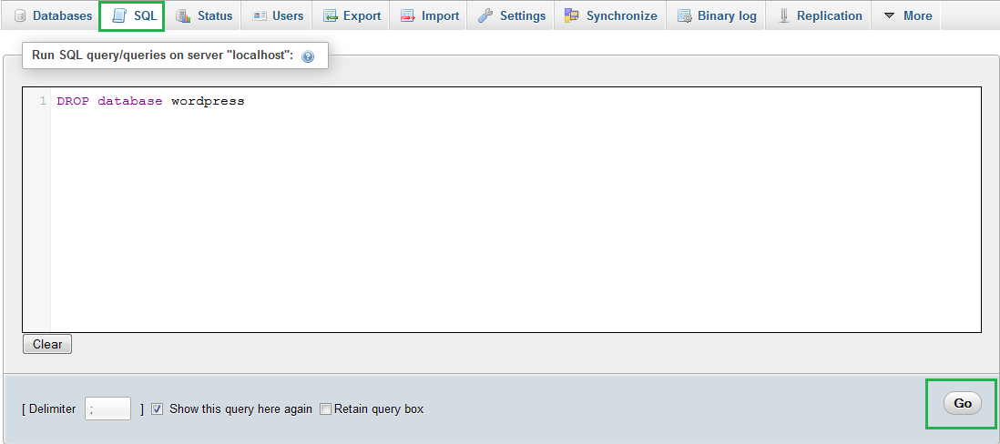 Databases SQL Status Users Export Import Settings Synchronize Binary log Replication More
Run SQL query/queries on server "localhost":
1 DROP database wordpress
Clear
[ Delimiter ; ] Show this query here again Retain query box
Go